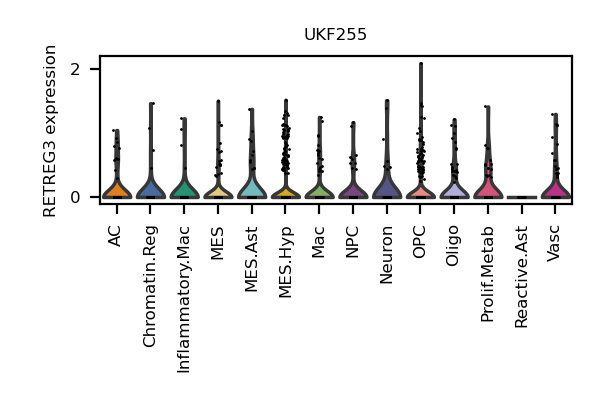 UKF255
RETREG3 expression
2
0
AC
Chromatin.Reg
Inflammatory.Mac
MES
MES.Ast
MES.Hyp
Mac
NPC
Neuron
OPC
Oligo
Prolif.Metab
Reactive.Ast
Vasc